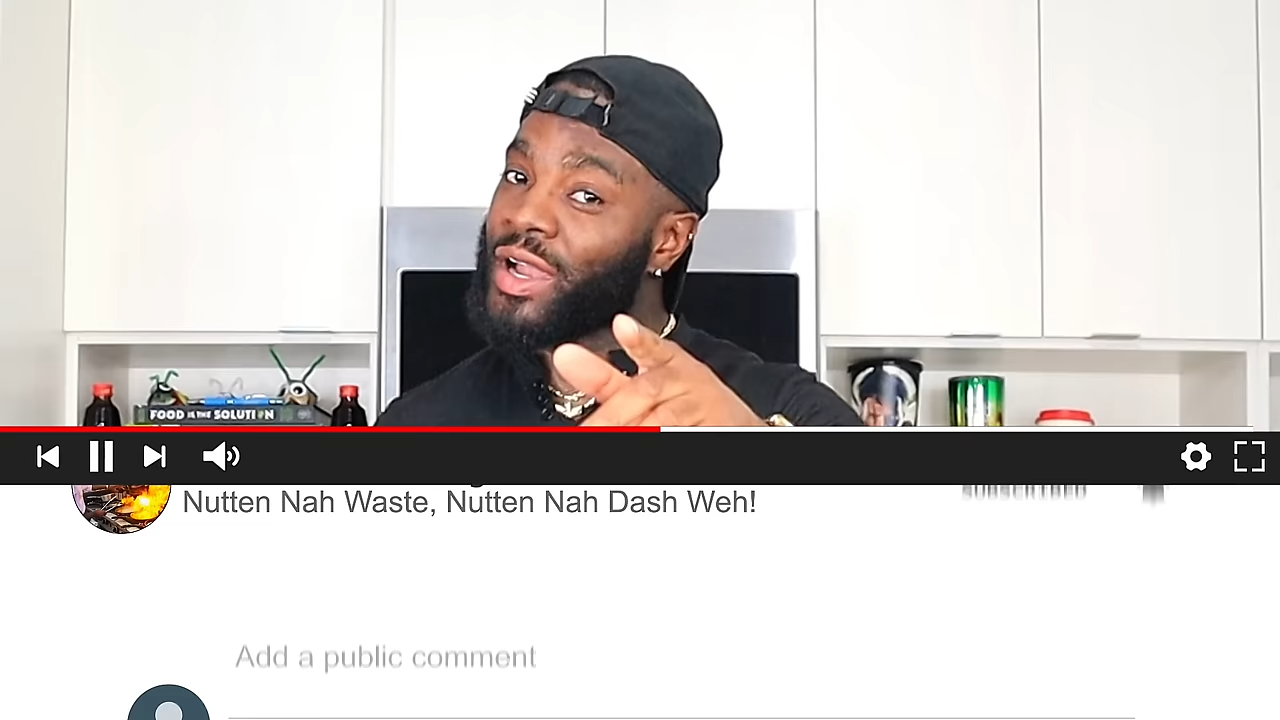 FOOD IS THE SOLUTION
Nutten Nah Waste, Nutten Nah Dash Weh!
Add a public comment